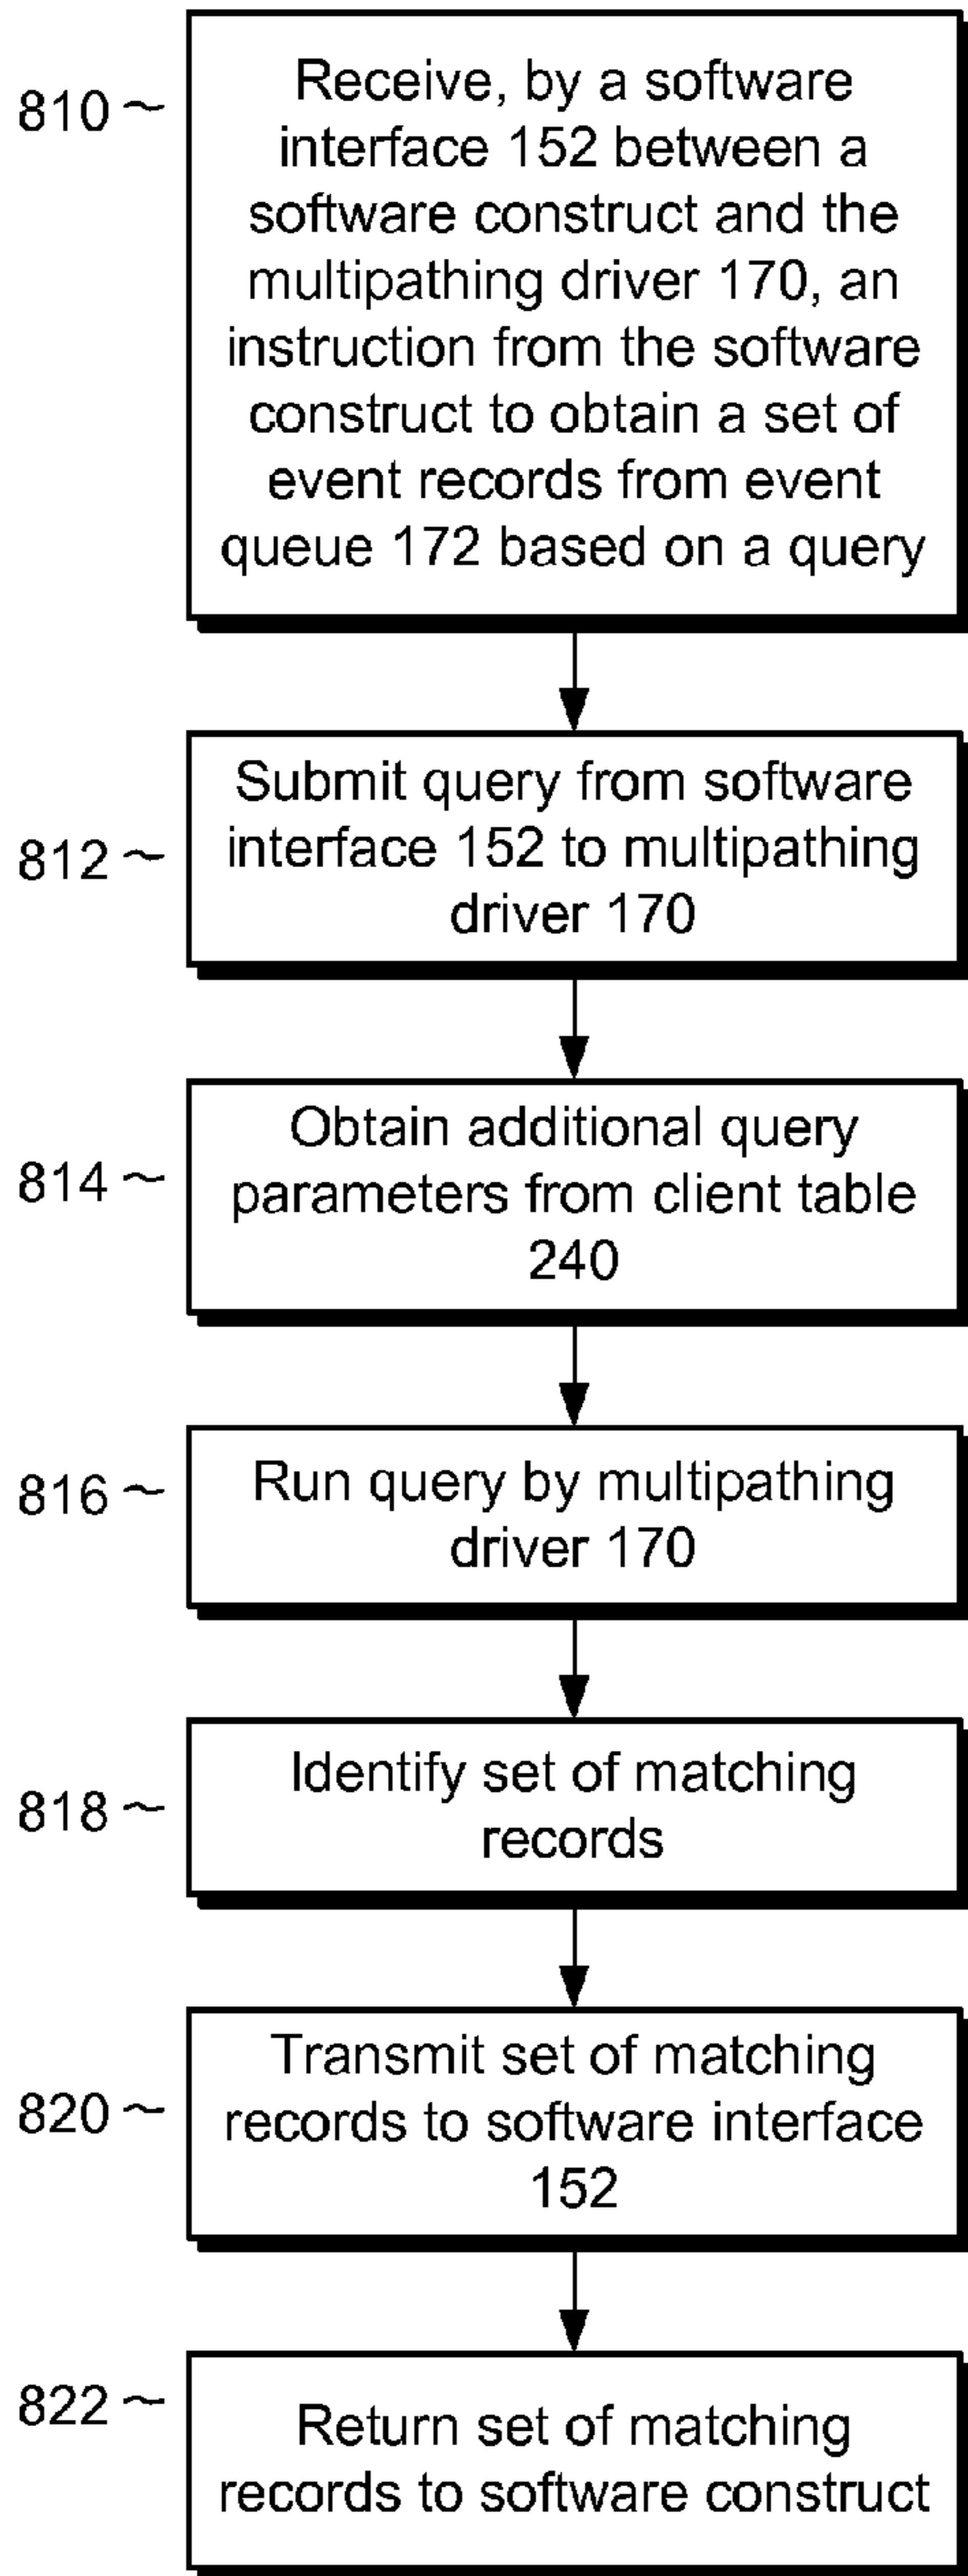 810 ~
Receive, by a software
interface 152 between a
software construct and the
multipathing driver 170, an
instruction from the software
construct to obtain a set of
event records from event
queue 172 based on a query
812 ~
Submit query from software
interface 152 to multipathing
driver 170
814 ~
Obtain additional query
parameters from client table
240
816 ~
Run query by multipathing
driver 170
818 ~
Identify set of matching
records
820 ~
Transmit set of matching
records to software interface
152
822 ~
Return set of matching
records to software construct